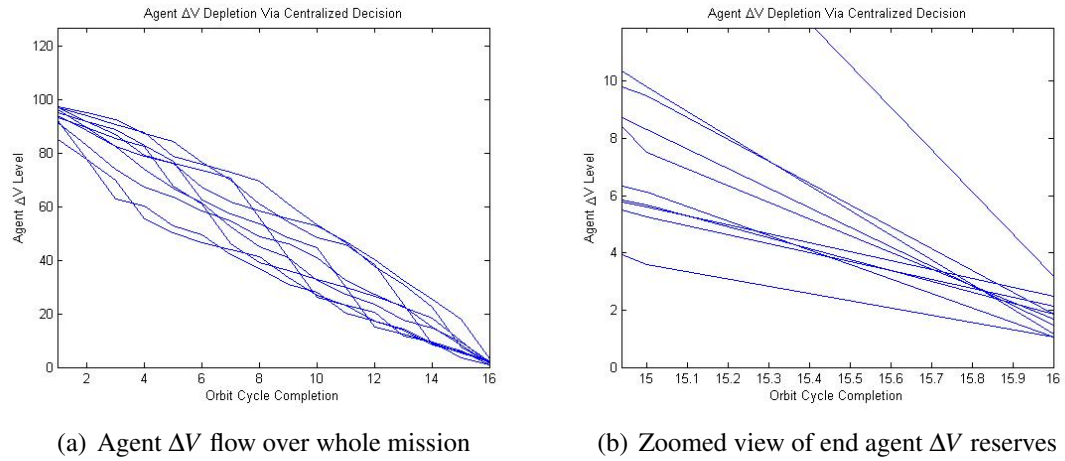 Agent ΔV Depletion Via Centralized Decision
120
100
80
60
40
20
0
Agent ΔV Level
2 4 6 8 10 12 14 16
Orbit Cycle Completion
(a) Agent ΔV flow over whole mission
Agent ΔV Depletion Via Centralized Decision
10
8
6
4
2
0
Agent ΔV Level
15 15.1 15.2 15.3 15.4 15.5 15.6 15.7 15.8 15.9 16
Orbit Cycle Completion
(b) Zoomed view of end agent ΔV reserves